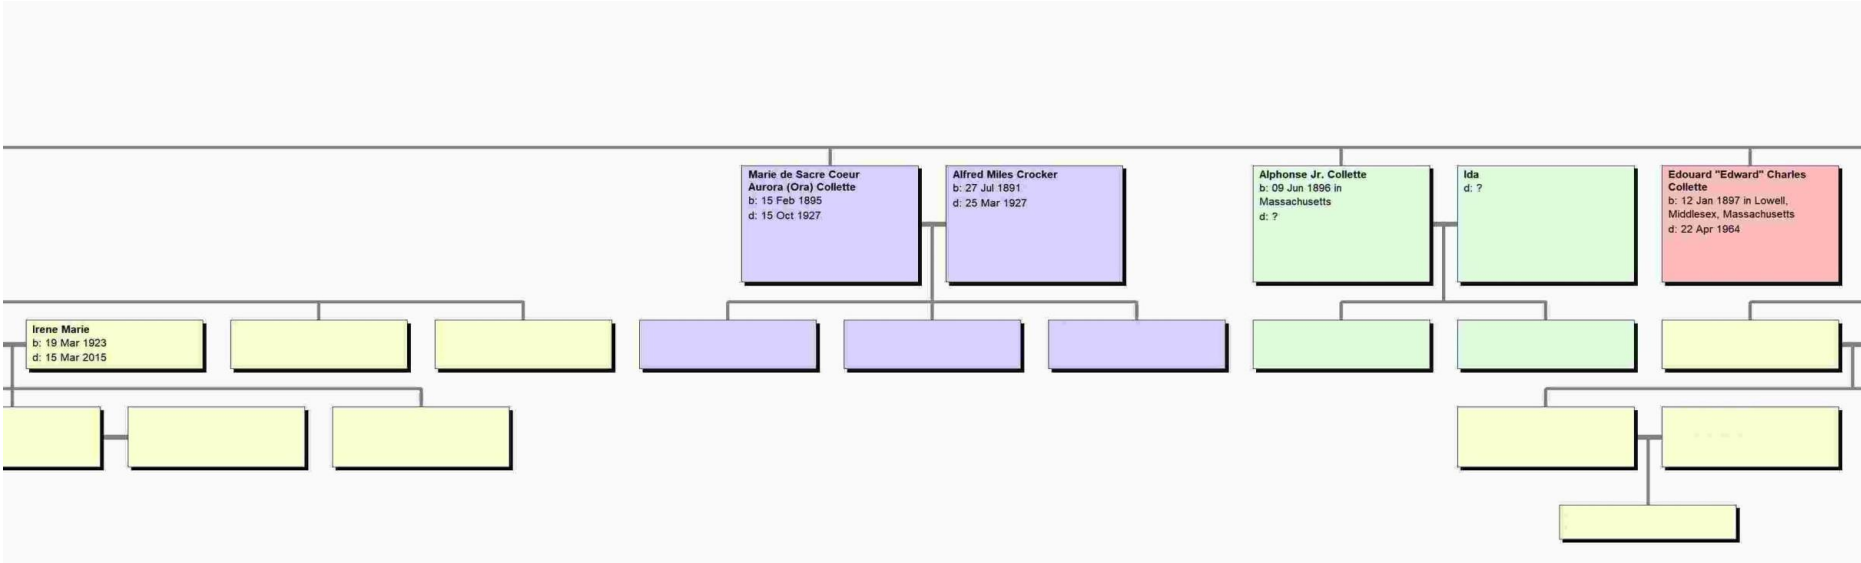 Marie de Sacre Coeur
Aurora (Ora) Collette
b: 15 Feb 1895
d: 15 Oct 1927
Alfred Miles Crocker
b: 27 Jul 1891
d: 25 Mar 1927
Alphonse Jr. Collette
b: 09 Jun 1896 in
Massachusetts
d: ?
Ida
d: ?
Edouard "Edward" Charles
Collette
b: 12 Jan 1897 in Lowell,
Middlesex, Massachusetts
d: 22 Apr 1964
Irene Marie
b: 19 Mar 1923
d: 15 Mar 2015